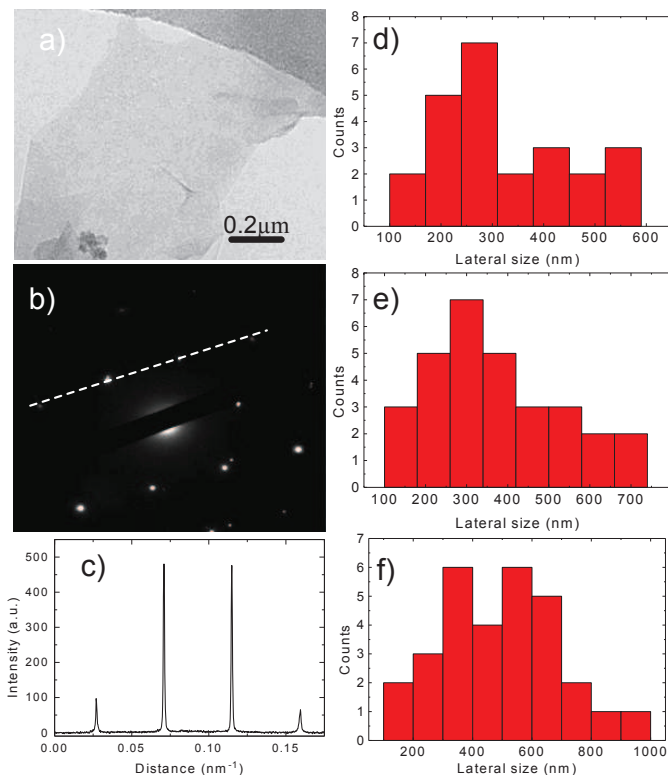 a)
0.2µm
b)
c)
500
400
300
200
100
0
Intensity (a.u.)
0.00 0.05 0.10 0.15
Distance (nm⁻¹)
d)
8
7
6
5
4
3
2
1
0
Counts
100 200 300 400 500 600
Lateral size (nm)
e)
8
7
6
5
4
3
2
1
0
Counts
100 200 300 400 500 600 700
Lateral size (nm)
f)
7
6
5
4
3
2
1
0
Counts
200 400 600 800 1000
Lateral size (nm)